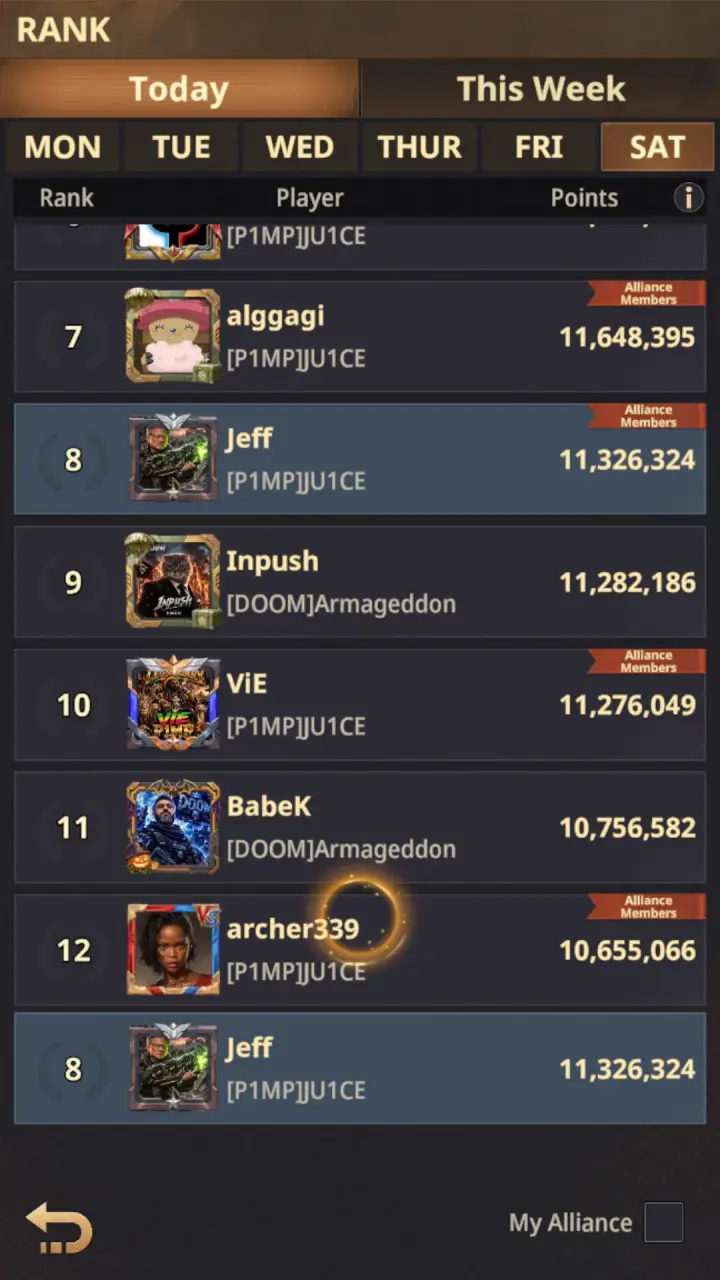 RANK
Today
This Week
MON
TUE
WED
THUR
FRI
SAT
Rank
Player
Points
[P1MP]JU1CE
Alliance
Members
7
alggagi
[P1MP]JU1CE
11,648,395
Alliance
Members
8
Jeff
[P1MP]JU1CE
11,326,324
9
Inpush
[DOOM]Armageddon
11,282,186
Alliance
Members
10
ViE
[P1MP]JU1CE
11,276,049
11
BabeK
[DOOM]Armageddon
10,756,582
Alliance
Members
12
VS
archer339
[P1MP]JU1CE
10,655,066
8
Jeff
[P1MP]JU1CE
11,326,324
My Alliance